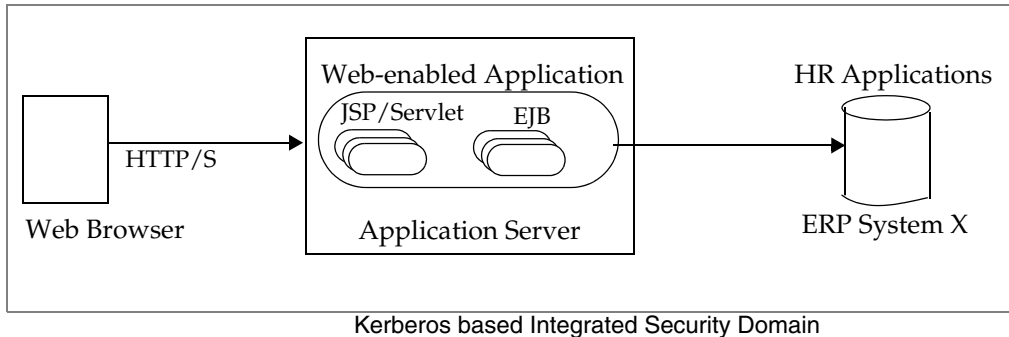 Web-enabled Application
HR Applications
JSP/Servlet
EJB
HTTP/S
Web Browser
Application Server
ERP System X
Kerberos based Integrated Security Domain